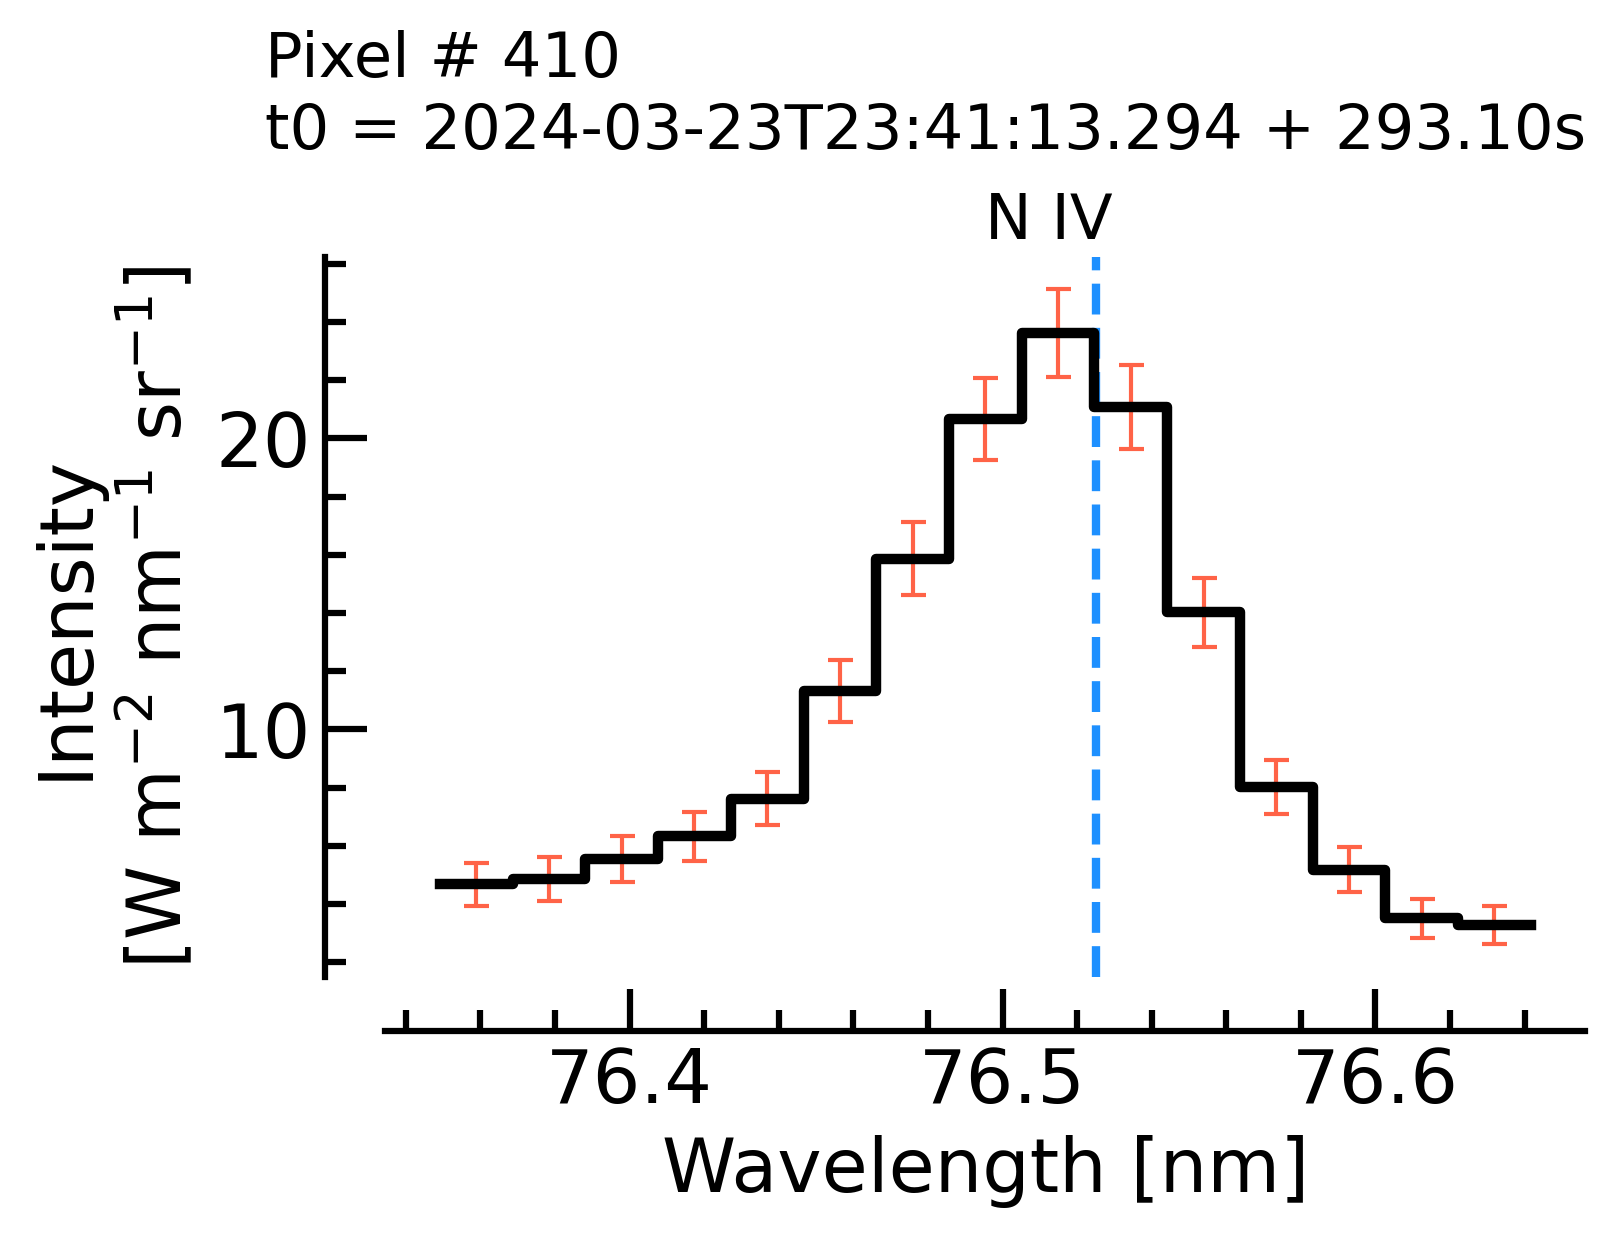 Pixel # 410
t0 = 2024-03-23T23:41:13.294 + 293.10s
N IV
Intensity
[W m⁻² nm⁻¹ sr⁻¹]
20
10
76.4 76.5 76.6
Wavelength [nm]